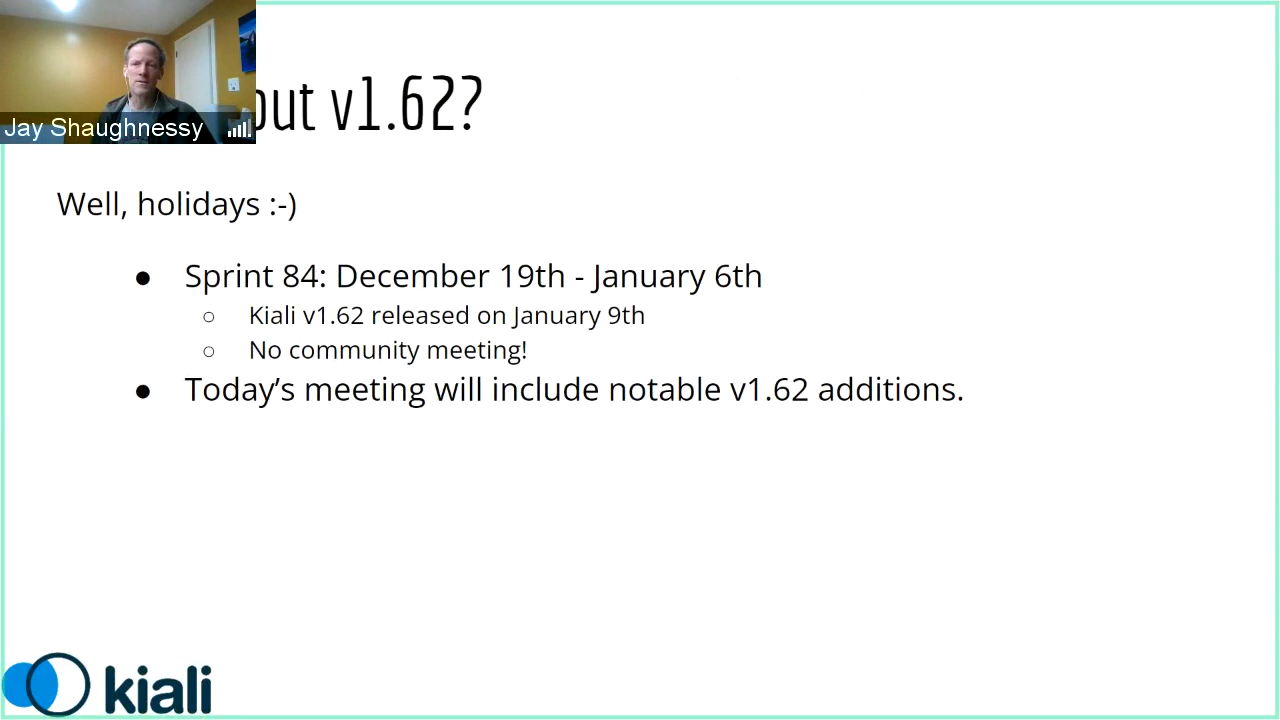 out v1.62?
Jay Shaughnessy
Well, holidays :-)
● Sprint 84: December 19th - January 6th
○ Kiali v1.62 released on January 9th
○ No community meeting!
● Today's meeting will include notable v1.62 additions.
kiali